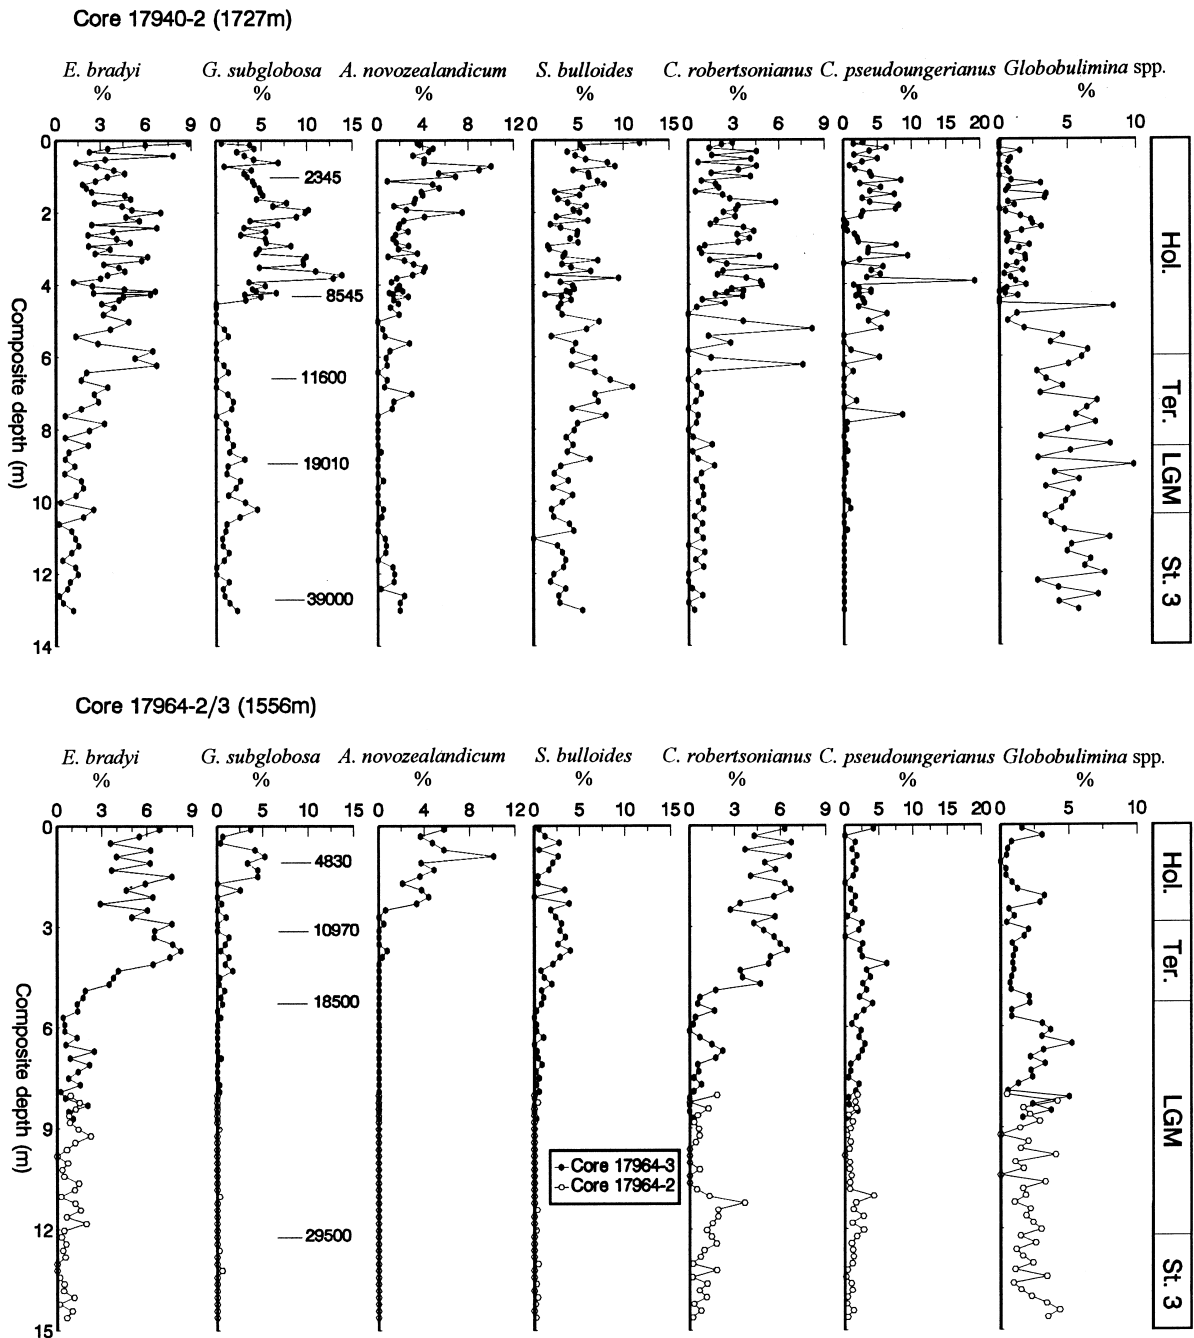 Core 17940-2 (1727m)
E. bradyi G. subglobosa A. novozealandicum S. bulloides C. robertsonianus C. pseudoungerianus Globobulimina spp.
% % % % % % %
0 3 6 9 0 5 10 15 0 4 8 12 0 5 10 15 0 3 6 9 0 5 10 15 20 0 5 10
0
2
4
6
8
10
12
14
Composite depth (m)
2345
8545
11600
19010
39000
Hol.
Ter.
LGM
St. 3
Core 17964-2/3 (1556m)
E. bradyi G. subglobosa A. novozealandicum S. bulloides C. robertsonianus C. pseudoungerianus Globobulimina spp.
% % % % % % %
0 3 6 9 0 5 10 15 0 4 8 12 0 5 10 15 0 3 6 9 0 5 10 15 20 0 5 10
0
3
6
9
12
15
Composite depth (m)
4830
10970
18500
29500
Core 17964-3
Core 17964-2
Hol.
Ter.
LGM
St. 3